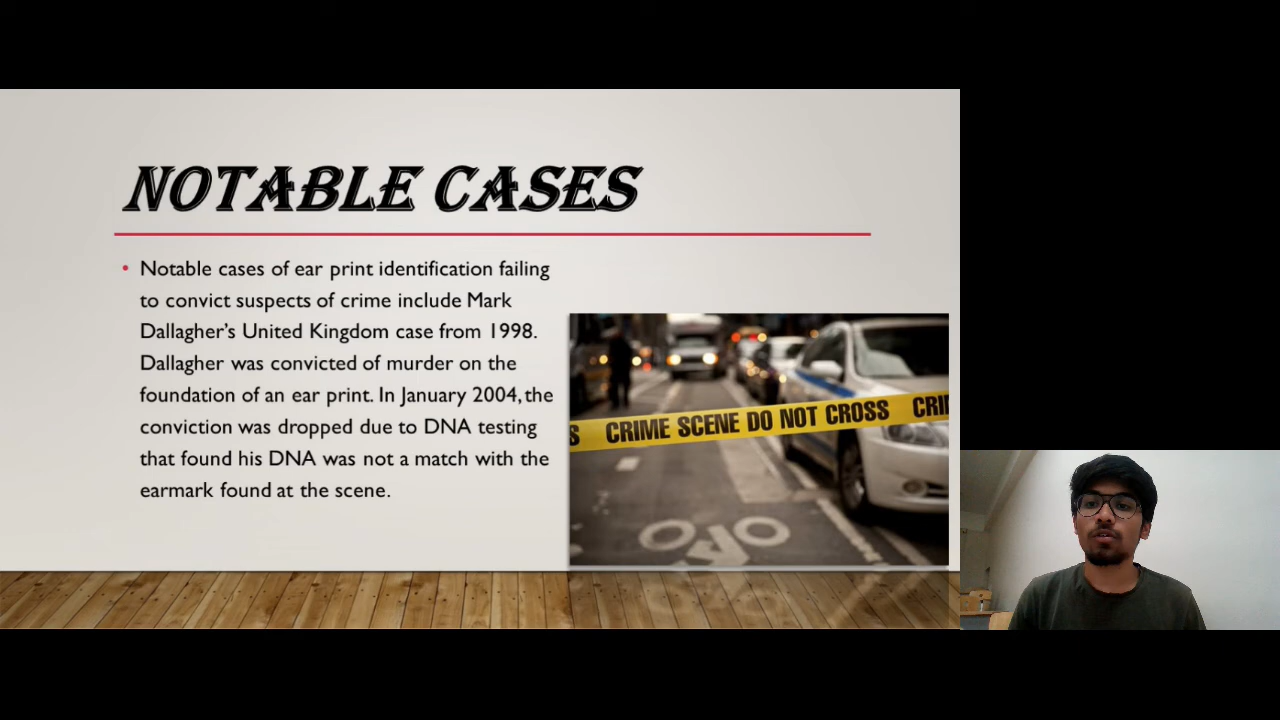 NOTABLE CASES
• Notable cases of ear print identification failing
to convict suspects of crime include Mark
Dallagher's United Kingdom case from 1998.
Dallagher was convicted of murder on the
foundation of an ear print. In January 2004, the
conviction was dropped due to DNA testing
that found his DNA was not a match with the
earmark found at the scene.
S CRIME SCENE DO NOT CROSS CRI